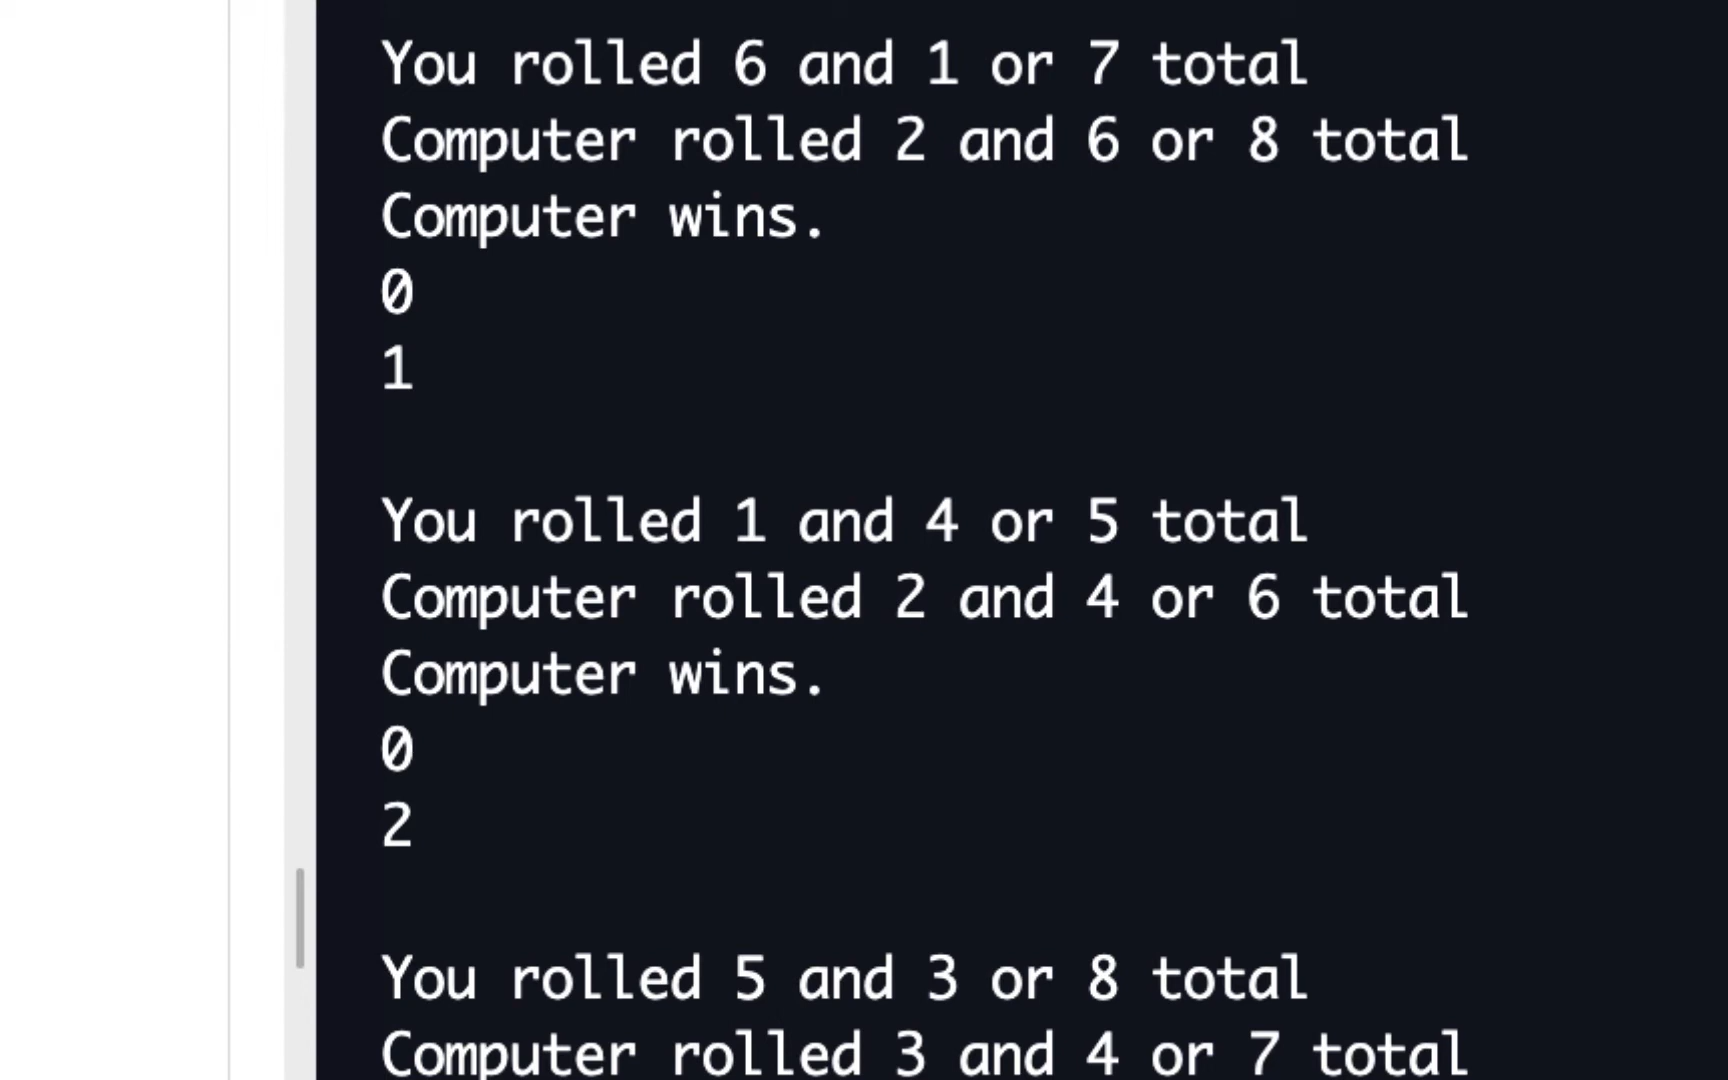 You rolled 6 and 1 or 7 total
Computer rolled 2 and 6 or 8 total
Computer wins.
0
1
You rolled 1 and 4 or 5 total
Computer rolled 2 and 4 or 6 total
Computer wins.
0
2
You rolled 5 and 3 or 8 total
Computer rolled 3 and 4 or 7 total